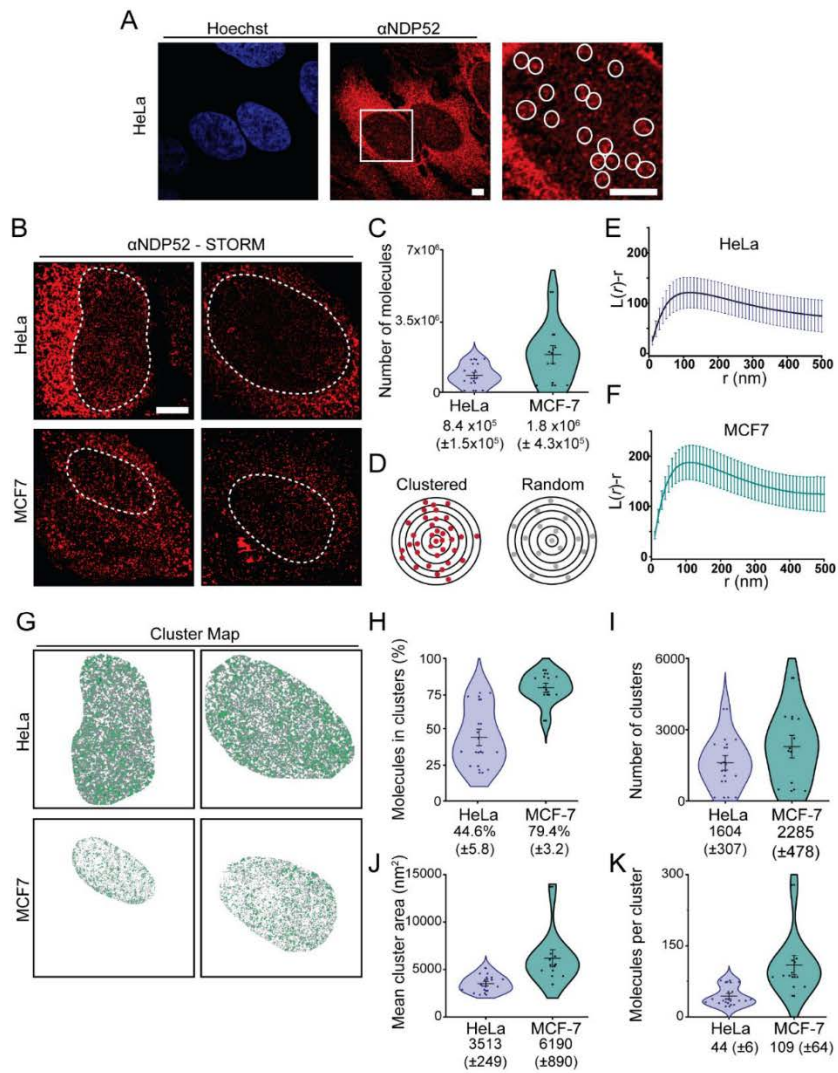 A
Hoechst
αNDP52
HeLa
B
αNDP52 - STORM
HeLa
MCF7
C
Number of molecules
7x10⁶
3.5x10⁶
0
HeLa
MCF-7
8.4 x10⁵
1.8 x10⁶
(±1.5x10⁵)
(± 4.3x10⁵)
D
Clustered
Random
E
HeLa
L(r)-r
200
100
0
0
100
200
300
400
500
r (nm)
F
MCF7
L(r)-r
200
100
0
0
100
200
300
400
500
r (nm)
G
Cluster Map
HeLa
MCF7
H
Molecules in clusters (%)
100
75
50
25
0
HeLa
MCF-7
44.6%
79.4%
(±5.8)
(±3.2)
I
Number of clusters
6000
3000
0
HeLa
MCF-7
1604
2285
(±307)
(±478)
J
Mean cluster area (nm²)
15000
10000
5000
0
HeLa
MCF-7
3513
6190
(±249)
(±890)
K
Molecules per cluster
300
150
0
HeLa
MCF-7
44 (±6)
109 (±64)